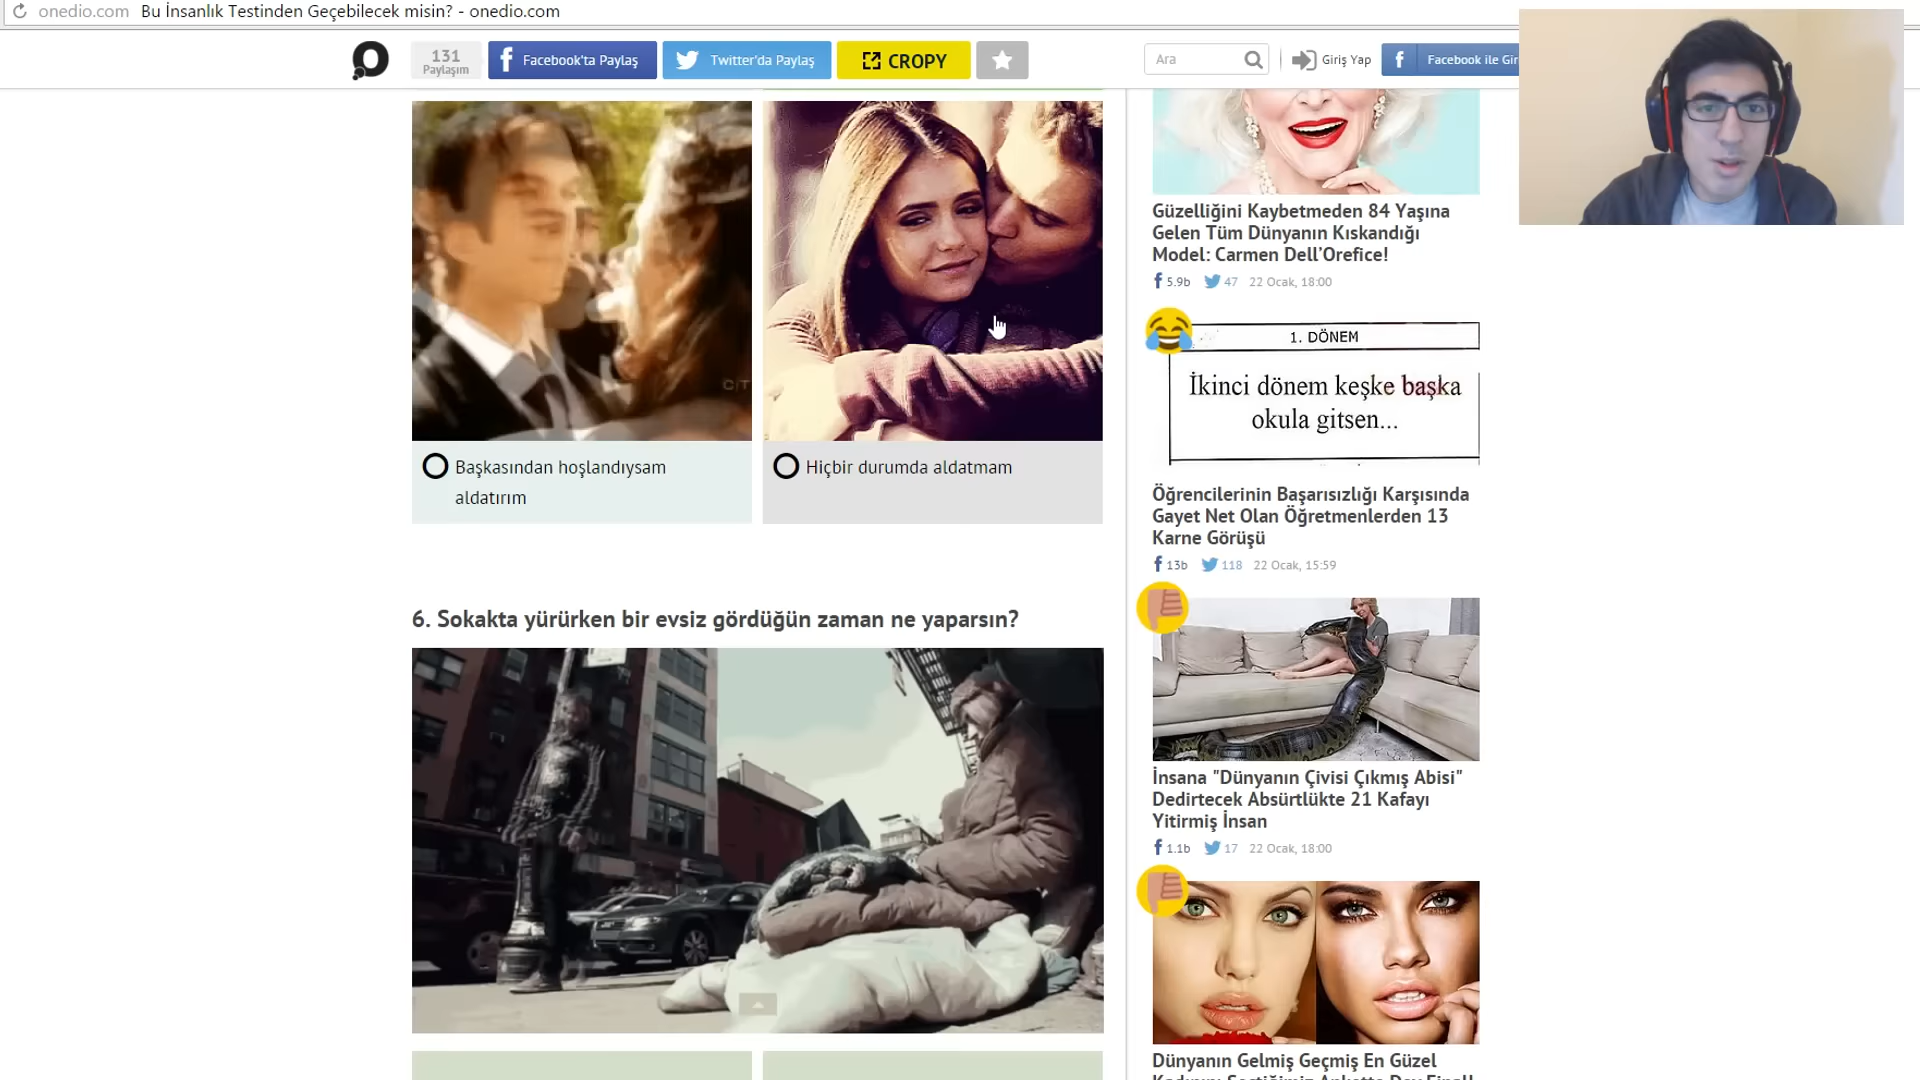 onedio.com Bu İnsanlık Testinden Geçebilecek misin? - onedio.com
131
Paylaşım
Facebook'ta Paylaş
Twitter'da Paylaş
CROPY
Ara
Giriş Yap
Facebook ile Gir
Başkasından hoşlandıysam
aldatırım
Hiçbir durumda aldatmam
6. Sokakta yürürken bir evsiz gördüğün zaman ne yaparsın?
Güzelliğini Kaybetmeden 84 Yaşına
Gelen Tüm Dünyanın Kıskandığı
Model: Carmen Dell'Orefice!
5.9b 47 22 Ocak, 18:00
1. DÖNEM
İkinci dönem keşke başka
okula gitsen...
Öğrencilerinin Başarısızlığı Karşısında
Gayet Net Olan Öğretmenlerden 13
Karne Görüşü
13b 118 22 Ocak, 15:59
İnsana "Dünyanın Çivisi Çıkmış Abisi"
Dedirtecek Absürtlükte 21 Kafayı
Yitirmiş İnsan
1.1b 17 22 Ocak, 18:00
Dünyanın Gelmiş Geçmiş En Güzel